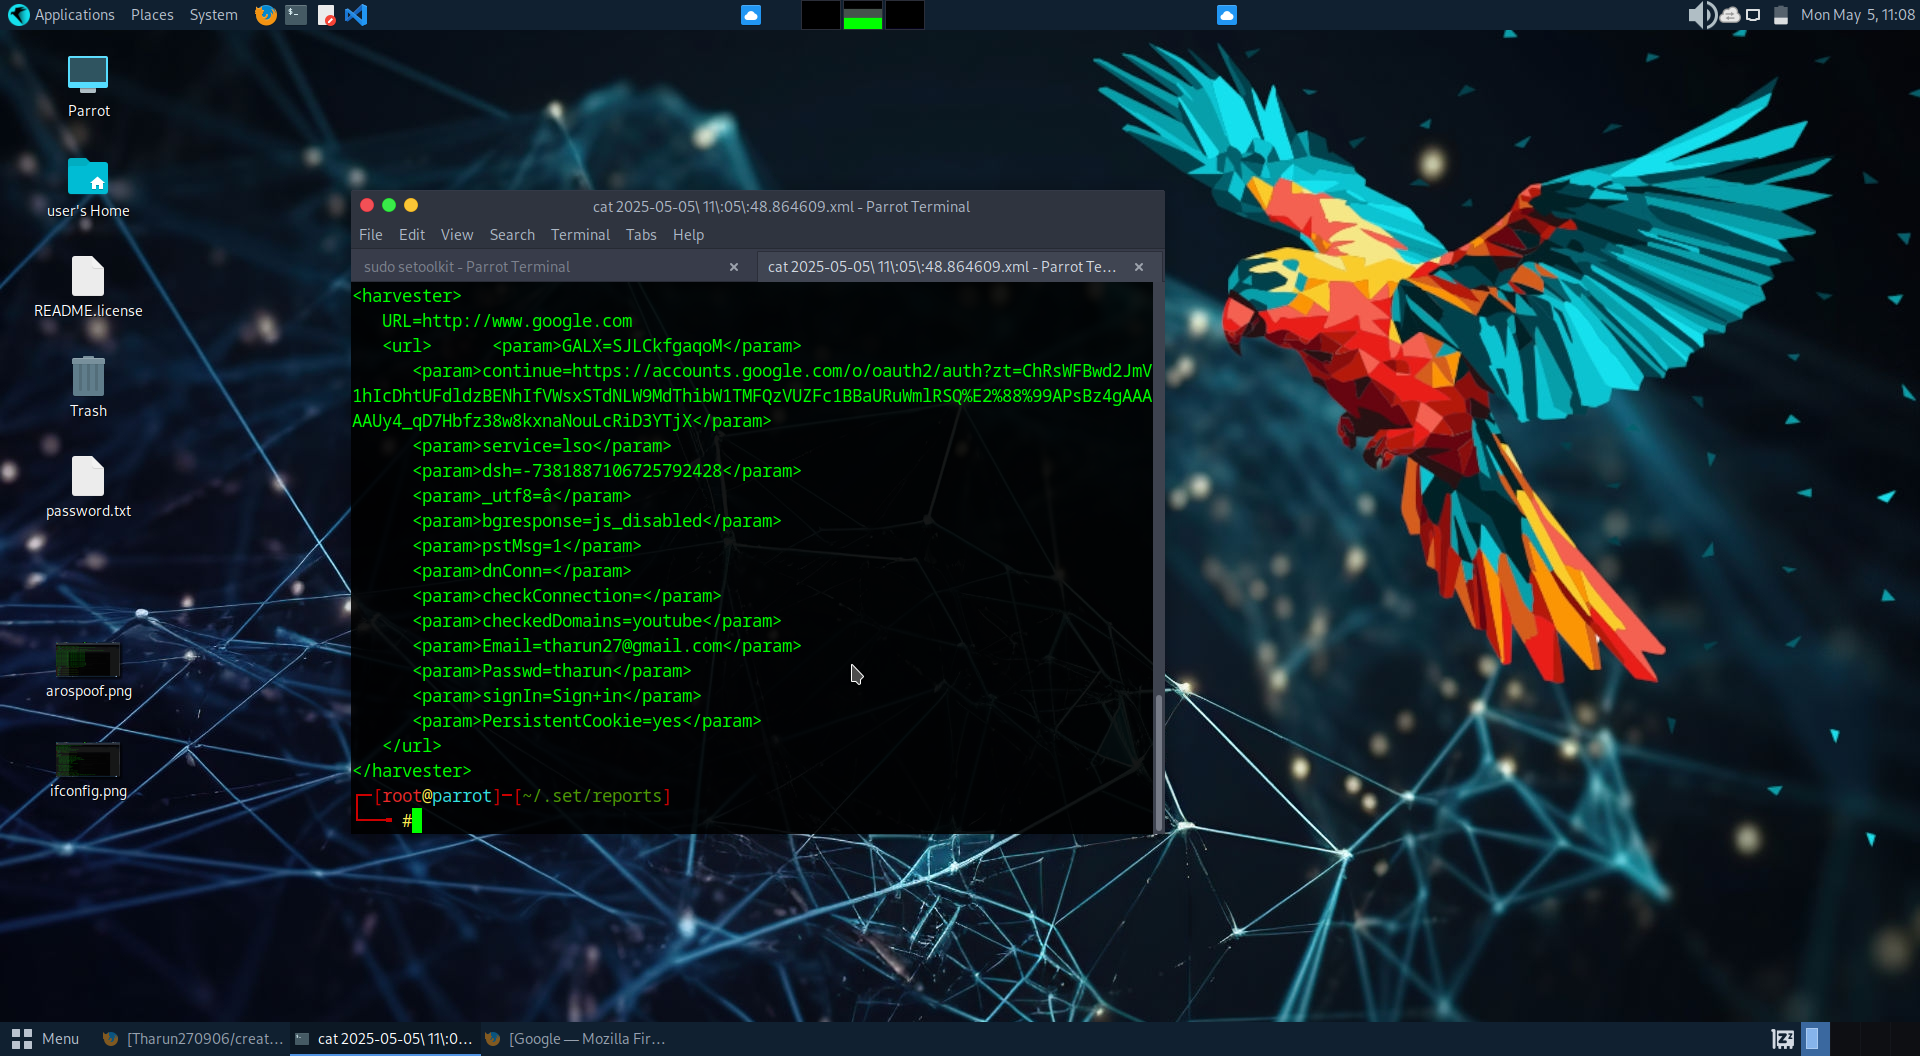 Applications Places System
Mon May 5, 11:08
Parrot
user's Home
README.license
Trash
password.txt
arospoof.png
ifconfig.png
cat 2025-05-05\ 11\:05\:48.864609.xml - Parrot Terminal
File Edit View Search Terminal Tabs Help
sudo setoolkit - Parrot Terminal × cat 2025-05-05\ 11\:05\:48.864609.xml - Parrot Te... ×
<harvester>
URL=http://www.google.com
<url> <param>GALX=SJLCkfgaqoM</param>
<param>continue=https://accounts.google.com/o/oauth2/auth?zt=ChRsWFBwd2JmV
1hIcDhtUFdldzBENhIfVWsxSTdNLW9MdThibW1TMFQzVUZFc1BBaURuWmlRSQ%E2%88%99APsBz4gAAA
AAUy4_qD7Hbfz38w8kxnaNouLcRiD3YTjX</param>
<param>service=lso</param>
<param>dsh=-7381887106725792428</param>
<param>_utf8=â</param>
<param>bgresponse=js_disabled</param>
<param>pstMsg=1</param>
<param>dnConn=</param>
<param>checkConnection=</param>
<param>checkedDomains=youtube</param>
<param>Email=tharun27@gmail.com</param>
<param>Passwd=tharun</param>
<param>signIn=Sign+in</param>
<param>PersistentCookie=yes</param>
</url>
</harvester>
[root@parrot]─[~/.set/reports]
#
Menu [Tharun270906/creat... cat 2025-05-05\ 11\:0... [Google — Mozilla Fir...